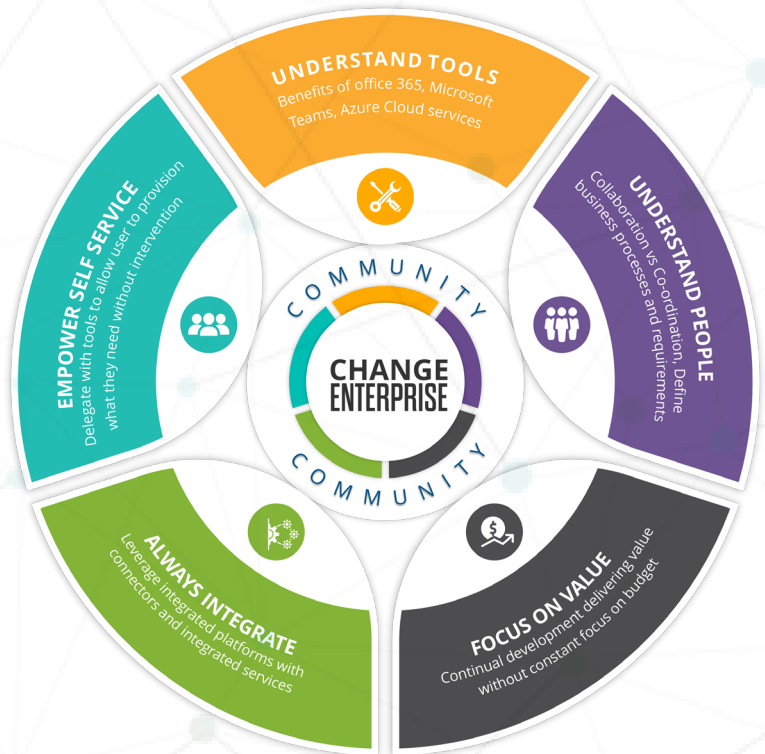 UNDERSTAND TOOLS
Benefits of office 365, Microsoft
Teams, Azure Cloud services
UNDERSTAND PEOPLE
Collaboration vs Co-ordination, Define
business processes and requirements
FOCUS ON VALUE
Continual development delivering value
without constant focus on budget
ALWAYS INTEGRATE
Leverage integrated platforms with
connectors and integrated services
EMPOWER SELF SERVICE
Delegate with tools to allow user to provision
what they need without intervention
COMMUNITY
CHANGE
ENTERPRISE
COMMUNITY
$